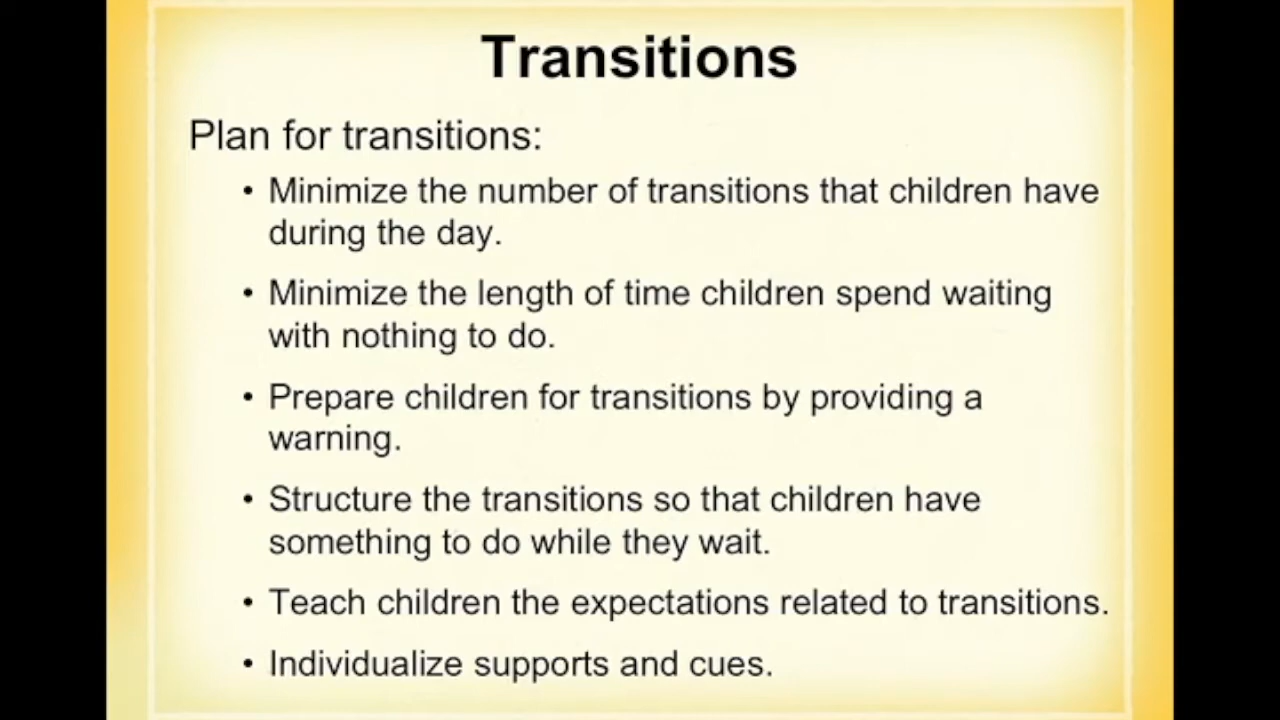 Transitions
Plan for transitions:
• Minimize the number of transitions that children have
during the day.
• Minimize the length of time children spend waiting
with nothing to do.
• Prepare children for transitions by providing a
warning.
• Structure the transitions so that children have
something to do while they wait.
• Teach children the expectations related to transitions.
• Individualize supports and cues.